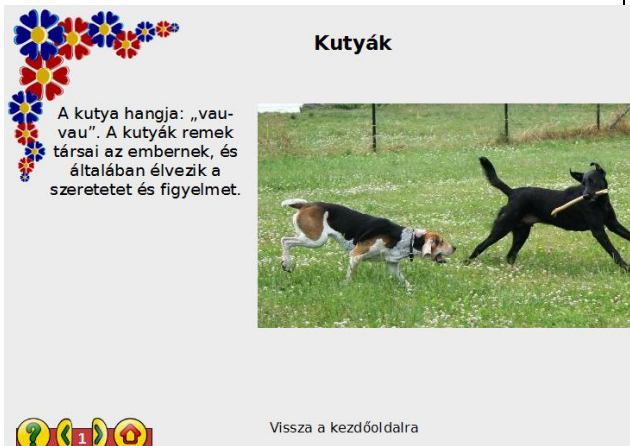 Kutyák
A kutya hangja: „vau-
vau”. A kutyák remek
társai az embernek, és
általában élvezik a
szeretetet és figyelmet.
Vissza a kezdőoldalra
?
1